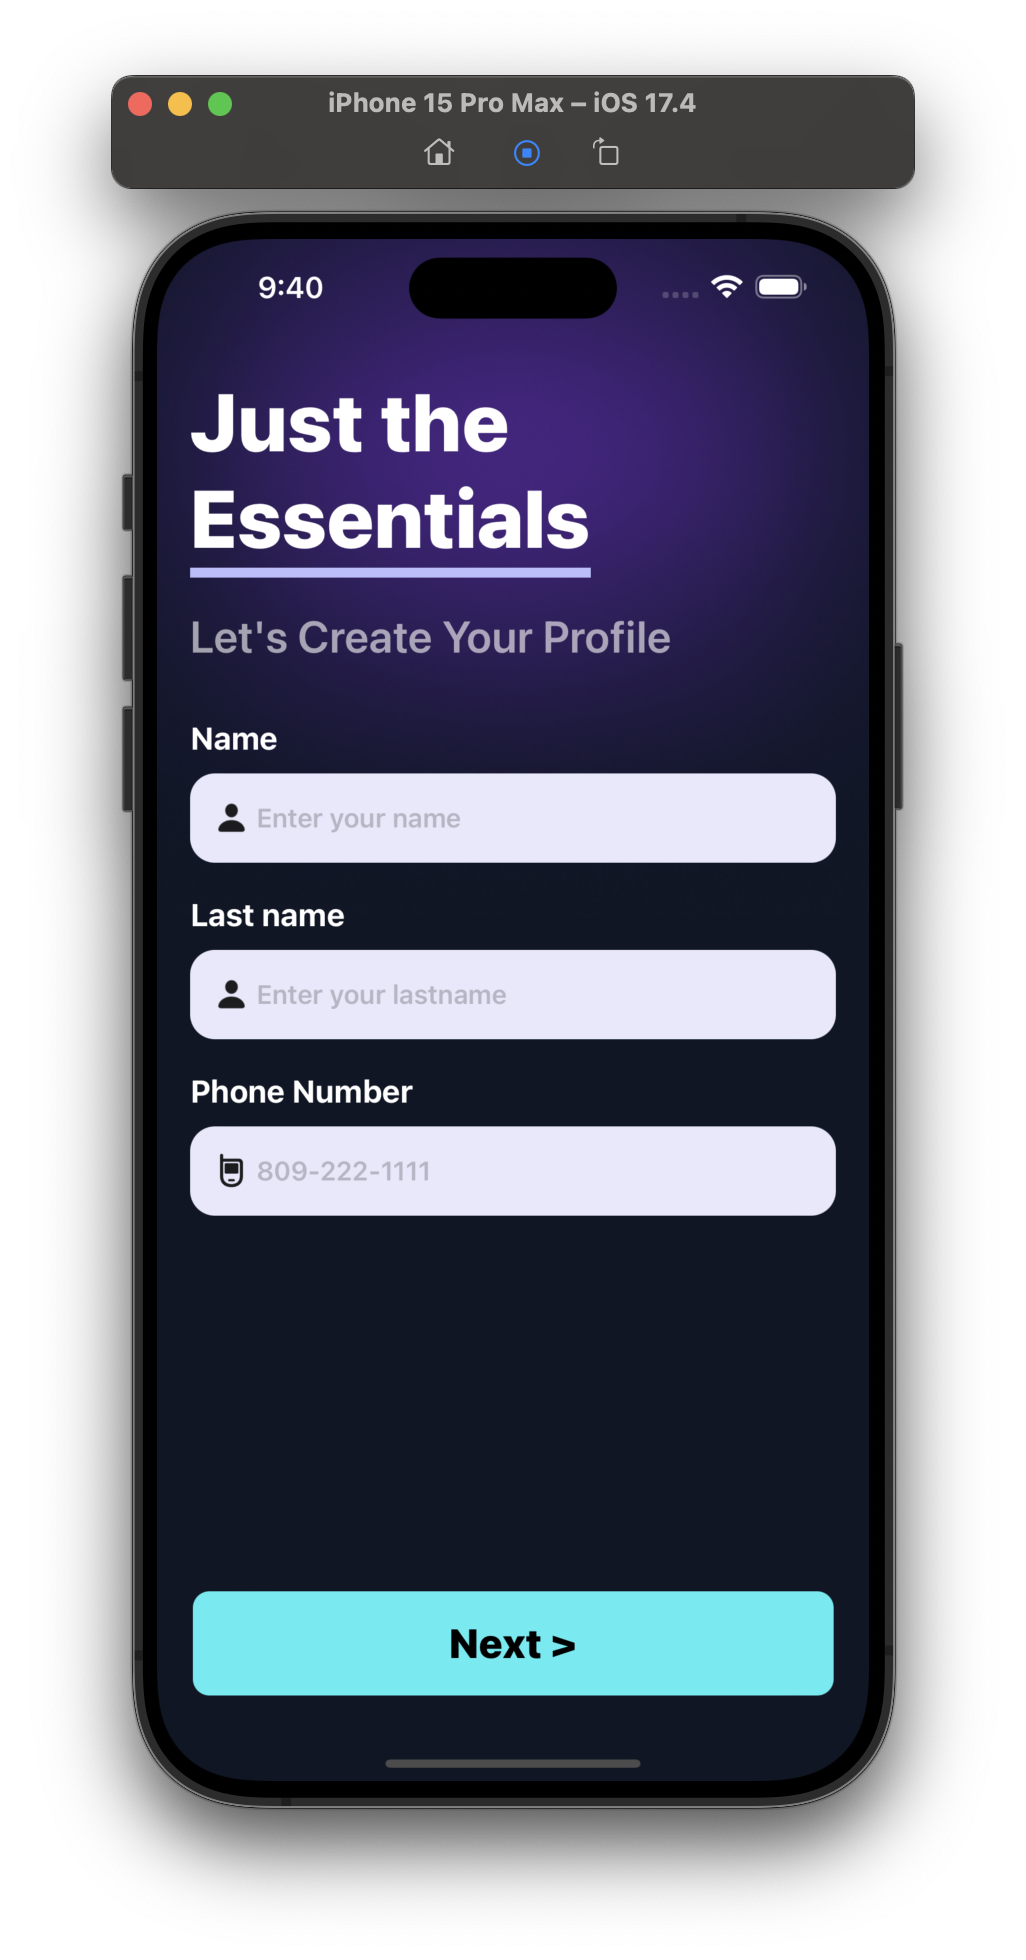 iPhone 15 Pro Max – iOS 17.4
9:40
Just the
Essentials
Let's Create Your Profile
Name
Enter your name
Last name
Enter your lastname
Phone Number
809-222-1111
Next >